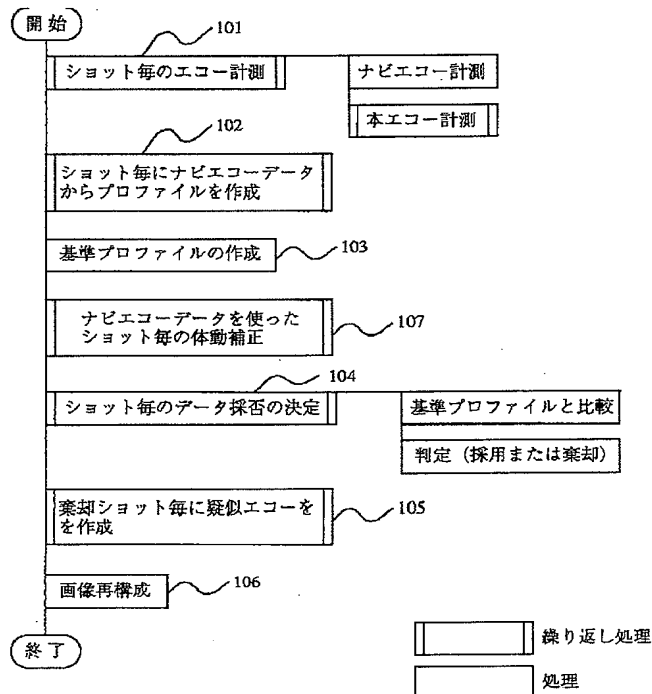 開始
101
ショット毎のエコー計測
ナビエコー計測
本エコー計測
102
ショット毎にナビエコーデータ
からプロファイルを作成
基準プロファイルの作成
103
ナビエコーデータを使った
ショット毎の体動補正
107
104
ショット毎のデータ採否の決定
基準プロファイルと比較
判定（採用または棄却）
棄却ショット毎に疑似エコーを
を作成
105
画像再構成
106
終了
繰り返し処理
処理